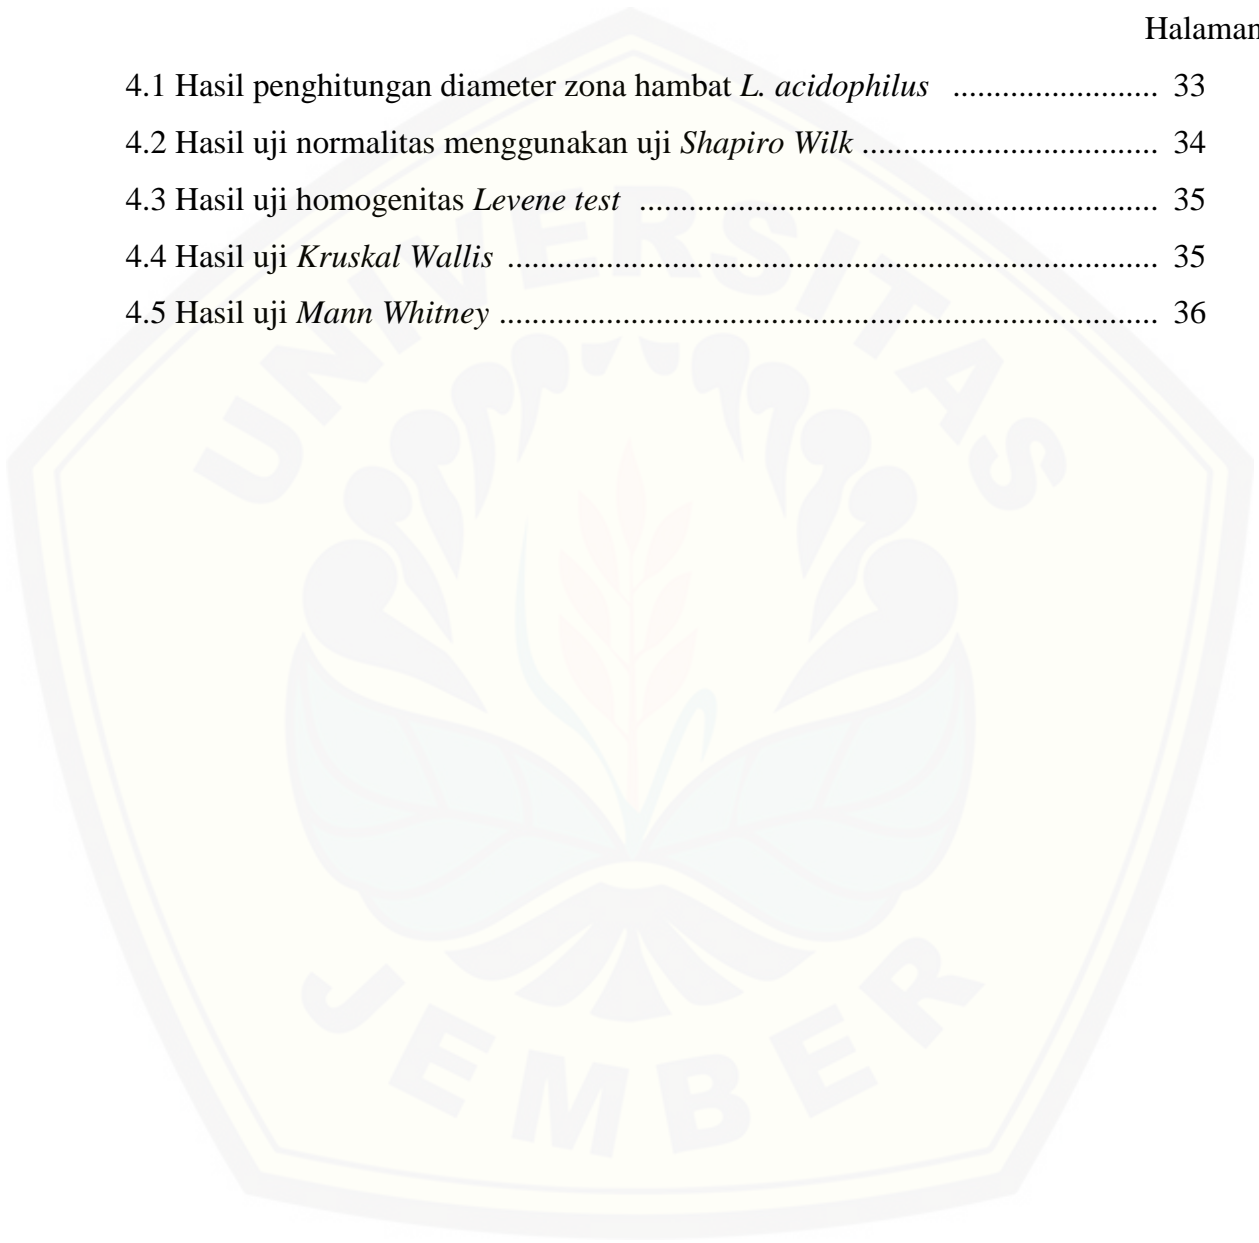 Halaman
4.1 Hasil penghitungan diameter zona hambat L. acidophilus ........................ 33
4.2 Hasil uji normalitas menggunakan uji Shapiro Wilk ................................... 34
4.3 Hasil uji homogenitas Levene test ............................................................. 35
4.4 Hasil uji Kruskal Wallis ............................................................................. 35
4.5 Hasil uji Mann Whitney .............................................................................. 36
UNIVERSITAS
JEMBER